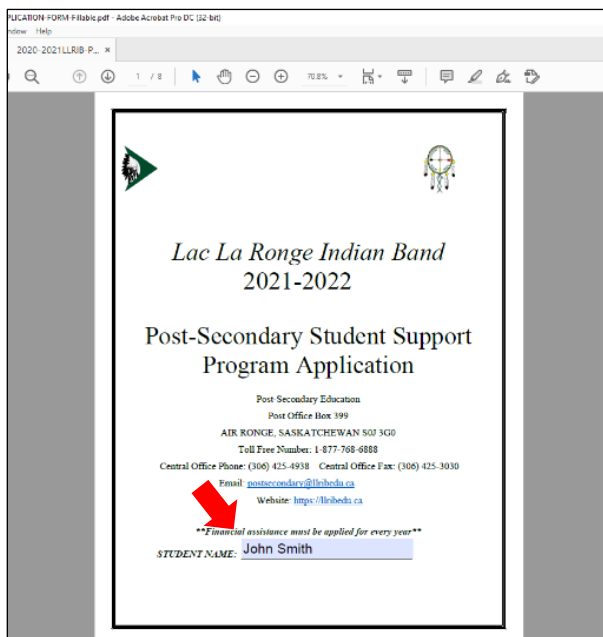 PLICATION-FORM-Fillable.pdf - Adobe Acrobat Pro DC (32-bit)
ndow Help
2020-2021LLRIB-P... ×
1 / 8 70.8%
Lac La Ronge Indian Band
2021-2022
Post-Secondary Student Support
Program Application
Post-Secondary Education
Post Office Box 399
AIR RONGE, SASKATCHEWAN S0J 3G0
Toll Free Number: 1-877-768-6888
Central Office Phone: (306) 425-4938 Central Office Fax: (306) 425-3030
Email: postsecondary@llribedu.ca
Website: https://llribedu.ca
**Financial assistance must be applied for every year**
STUDENT NAME: John Smith